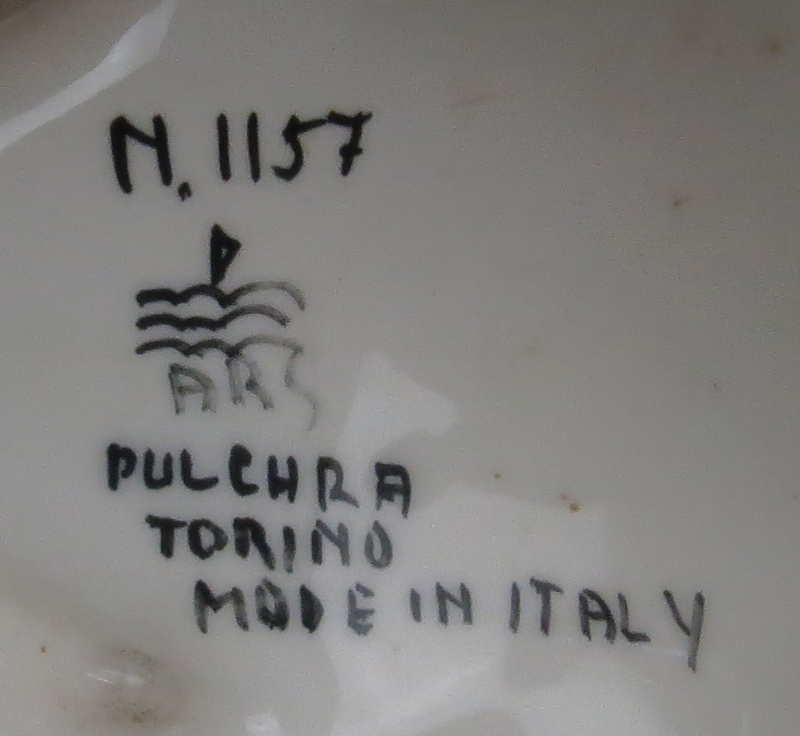 N. 1157
ARS
PULCHRA
TORINO
MADE IN ITALY